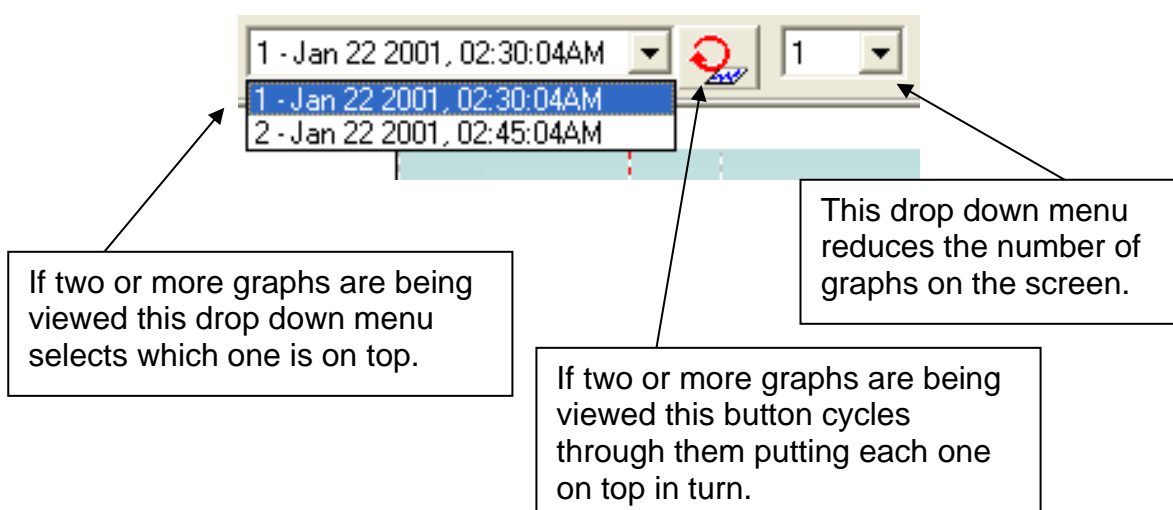 1 - Jan 22 2001, 02:30:04AM
1
1 - Jan 22 2001, 02:30:04AM
2 - Jan 22 2001, 02:45:04AM
This drop down menu
reduces the number of
graphs on the screen.
If two or more graphs are being
viewed this drop down menu
selects which one is on top.
If two or more graphs are being
viewed this button cycles
through them putting each one
on top in turn.